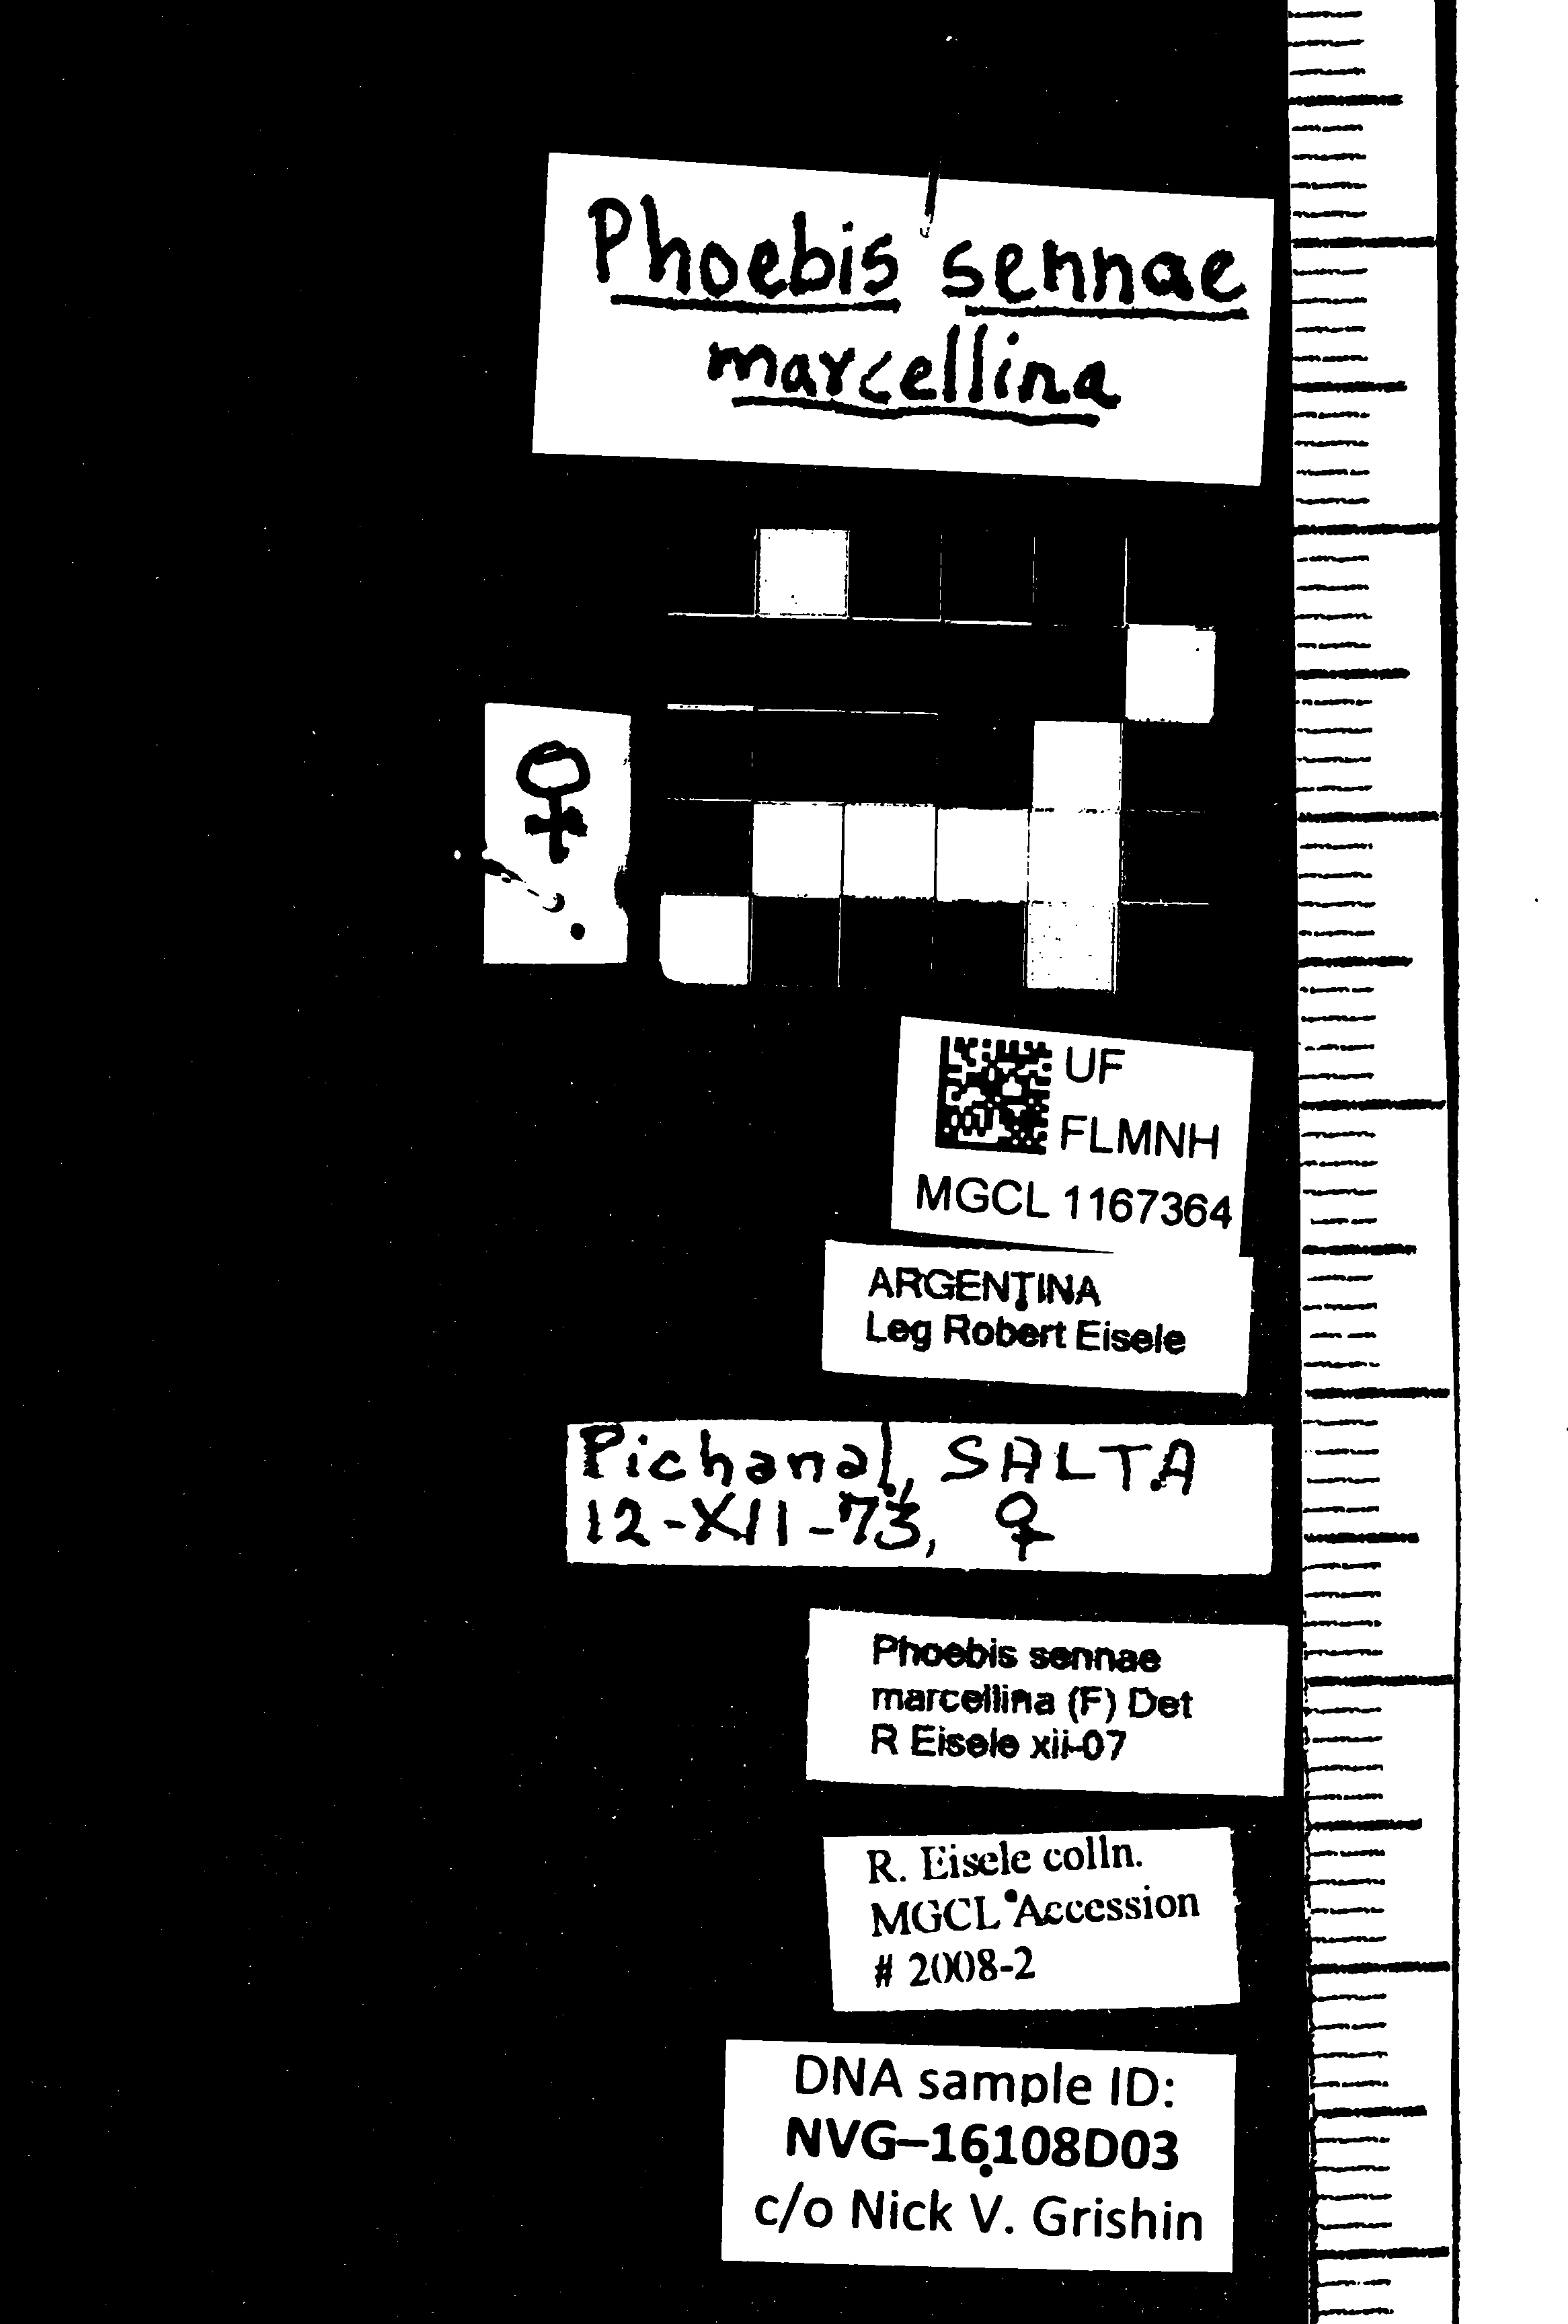 Phoebis sennae
marcellina
♀
UF
FLMNH
MGCL 1167364
ARGENTINA
Leg Robert Eisele
Pichanal, SALTA
12-XII-73, ♀
Phoebis sennae
marcellina (F) Det
R Eisele xii-07
R. Eisele colln.
MGCL Accession
# 2008-2
DNA sample ID:
NVG-16108D03
c/o Nick V. Grishin